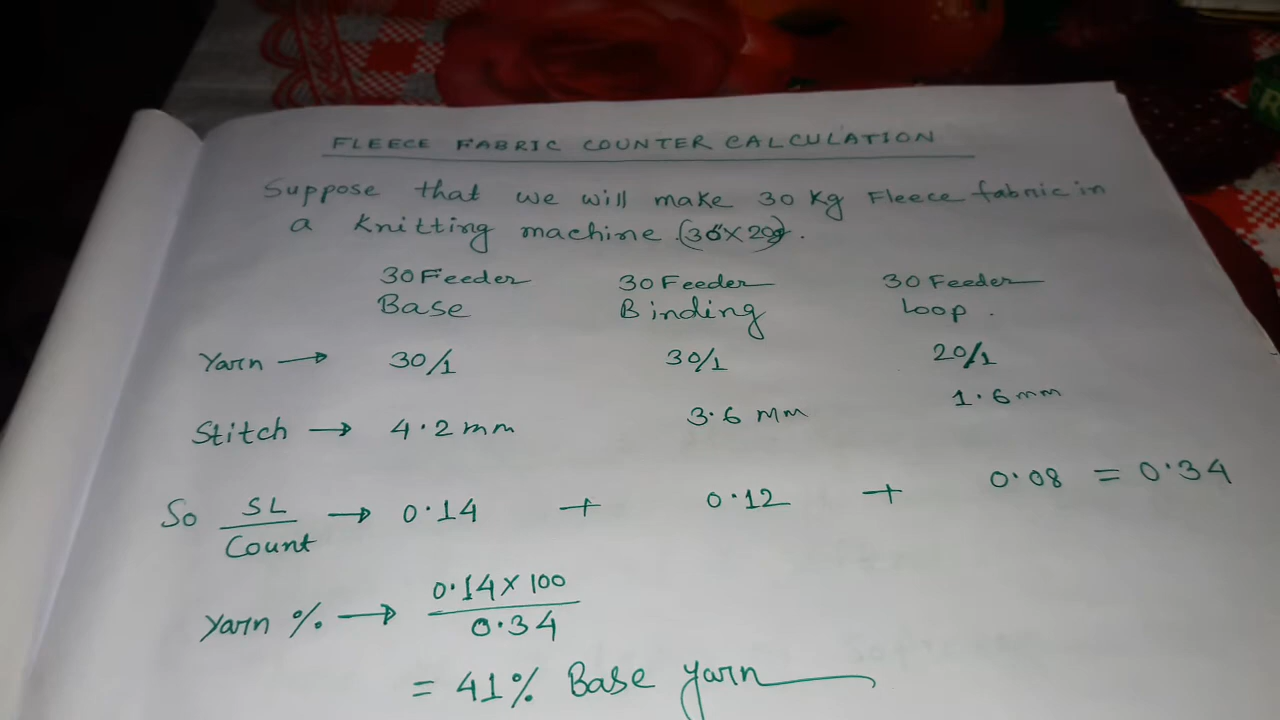 FLEECE FABRIC COUNTER CALCULATION
Suppose that we will make 30 Kg Fleece fabric in
a Knitting machine. (30"X20g).
30 Feeder 30 Feeder 30 Feeder
Base Binding Loop.
Yarn → 30/1 30/1 20/1
Stitch → 4.2 mm 3.6 mm 1.6 mm
So SL/Count → 0.14 + 0.12 + 0.08 = 0.34
Yarn % → 0.14 X 100 / 0.34
= 41% Base yarn